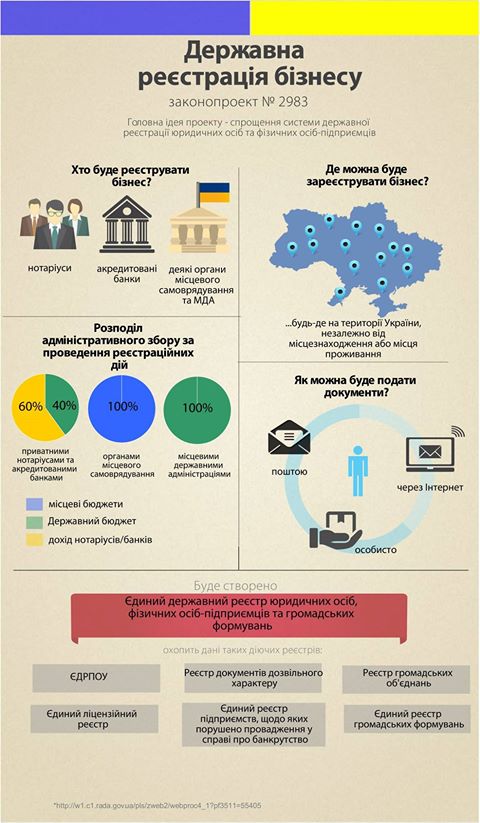 Державна
реєстрація бізнесу
законопроект № 2983
Головна ідея проекту - спрощення системи державної
реєстрації юридичних осіб та фізичних осіб-підприємців
Хто буде реєструвати
бізнес?
нотаріуси
акредитовані
банки
деякі органи
місцевого
самоврядування
та МДА
Де можна буде
зареєструвати бізнес?
...будь-де на території України,
незалежно від
місцезнаходження або місця
проживання
Розподіл
адміністративного збору за
проведення реєстраційних
дій
60%
40%
100%
100%
приватними
нотаріусами та
акредитованими
банками
органами
місцевого
самоврядування
місцевими
державними
адміністраціями
місцеві бюджети
Державний бюджет
дохід нотаріусів/банків
Як можна буде подати
документи?
поштою
через Інтернет
особисто
Буде створено
Єдиний державний реєстр юридичних осіб,
фізичних осіб-підприємців та громадських
формувань
охопить дані таких діючих реєстрів:
ЄДРПОУ
Реєстр документів дозвільного
характеру
Реєстр громадських
об'єднань
Єдиний ліцензійний
реєстр
Єдиний реєстр
підприємств, щодо яких
порушено провадження у
справі про банкрутство
Єдиний реєстр
громадських формувань
*http://w1.c1.rada.gov.ua/pls/zweb2/webproc4_1?pf3511=55405